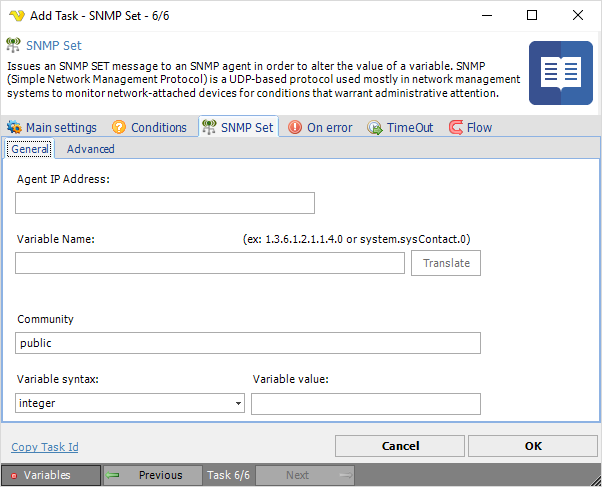 Add Task - SNMP Set - 6/6
SNMP Set
Issues an SNMP SET message to an SNMP agent in order to alter the value of a variable. SNMP
(Simple Network Management Protocol) is a UDP-based protocol used mostly in network management
systems to monitor network-attached devices for conditions that warrant administrative attention.
Main settings Conditions SNMP Set On error TimeOut Flow
General Advanced
Agent IP Address:
Variable Name: (ex: 1.3.6.1.2.1.1.4.0 or system.sysContact.0)
Translate
Community
public
Variable syntax: Variable value:
integer
Copy Task Id Cancel OK
Variables Previous Task 6/6 Next